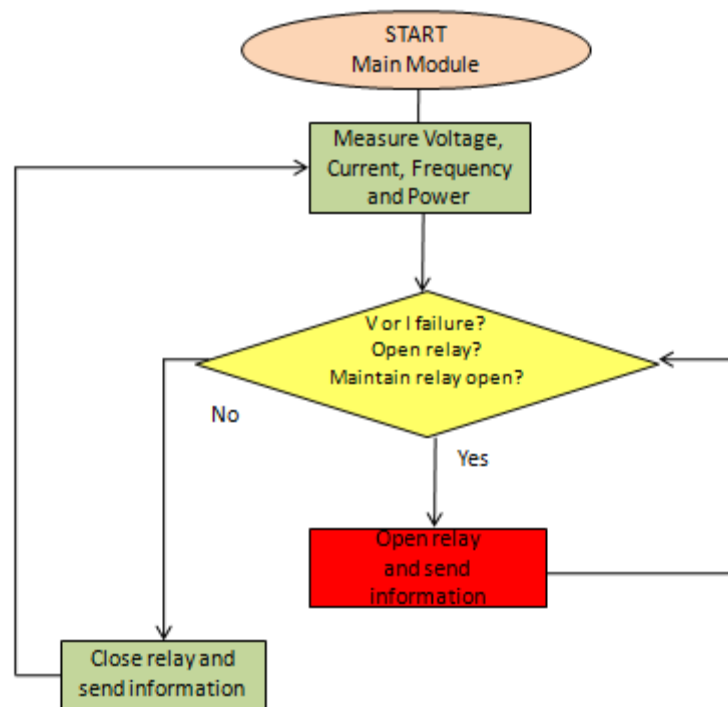 START
Main Module
Measure Voltage,
Current, Frequency
and Power
V or I failure?
Open relay?
Maintain relay open?
No
Yes
Open relay
and send
information
Close relay and
send information